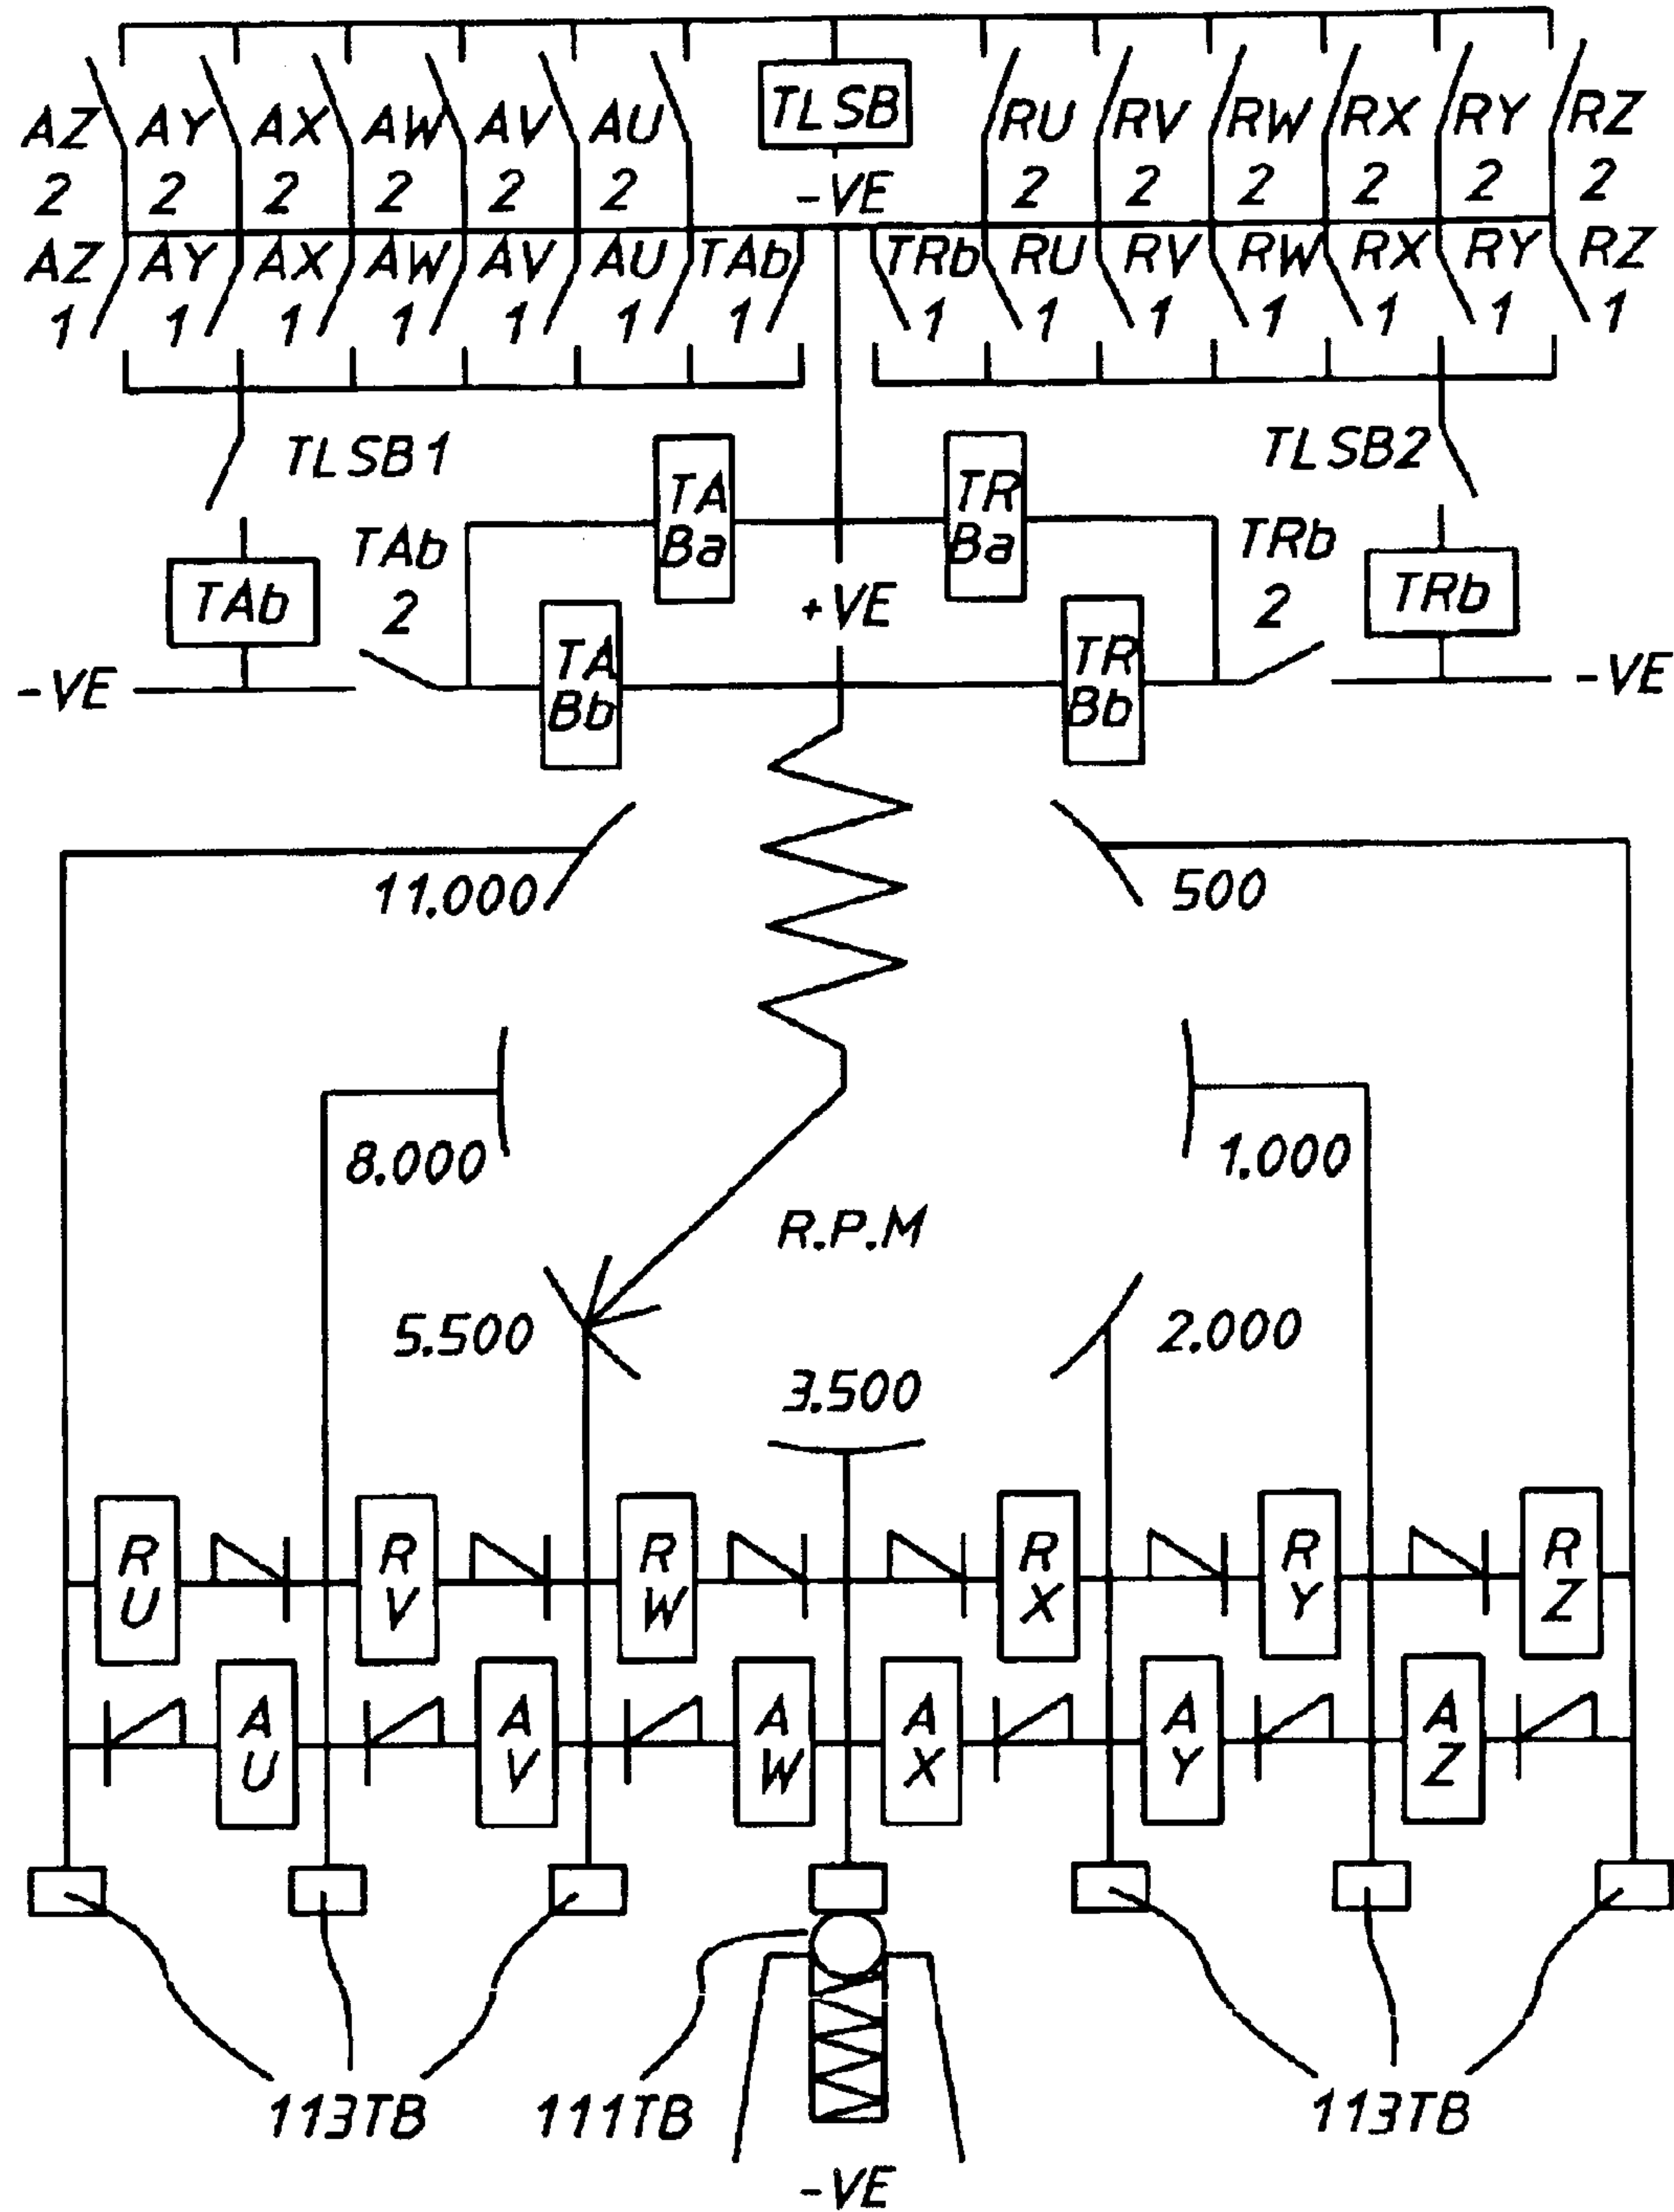 TLSB
AZ AY AX AW AV AU RU RV RW RX RY RZ
2 2 2 2 2 2 -VE 2 2 2 2 2 2
AZ AY AX AW AV AU TAb TRb RU RV RW RX RY RZ
1 1 1 1 1 1 1 1 1 1 1 1 1 1
TLSB1 TLSB2
TA Ba TR Ba
TAb 2 TRb 2
TAb +VE TRb
-VE TA Bb TR Bb -VE
11.000 500
8.000 1.000
R.P.M
5.500 2.000
3.500
R U R V R W R X R Y R Z
A U A V A W A X A Y A Z
113TB 111TB 113TB
-VE